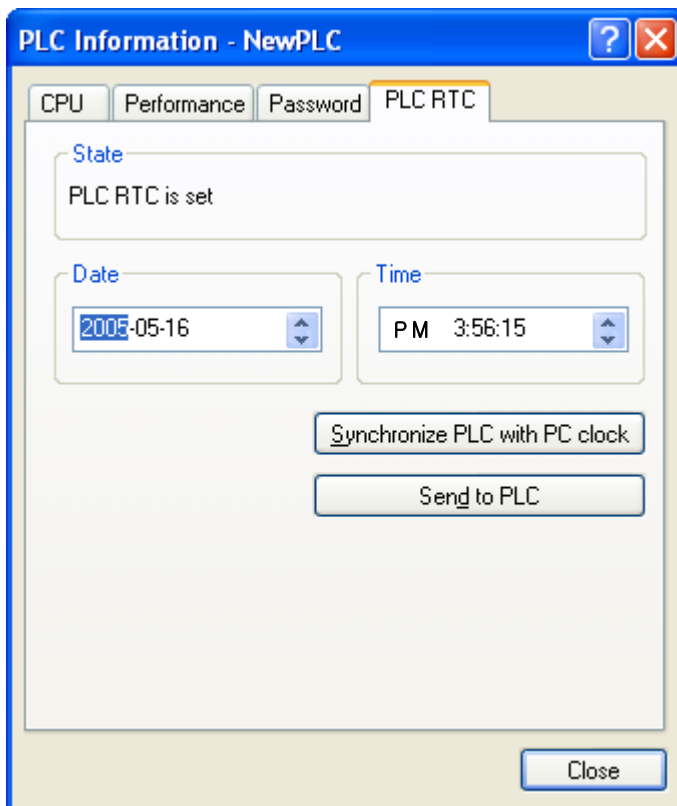 PLC Information - NewPLC
CPU Performance Password PLC RTC
State
PLC RTC is set
Date Time
2005-05-16 PM 3:56:15
Synchronize PLC with PC clock
Send to PLC
Close